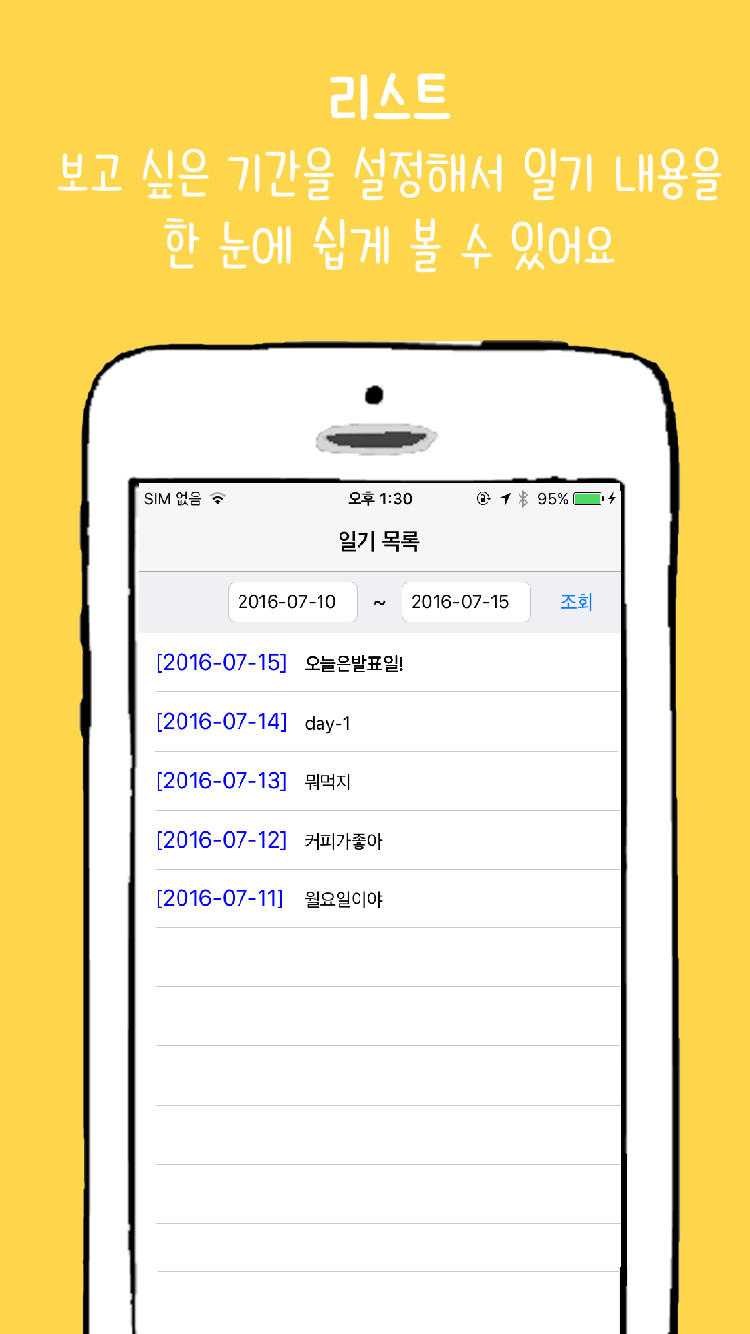 리스트
보고 싶은 기간을 설정해서 일기 내용을
한 눈에 쉽게 볼 수 있어요
SIM 없음 오후 1:30 95%
일기 목록
2016-07-10 ~ 2016-07-15 조회
[2016-07-15] 오늘은발표일!
[2016-07-14] day-1
[2016-07-13] 뭐먹지
[2016-07-12] 커피가좋아
[2016-07-11] 월요일이야